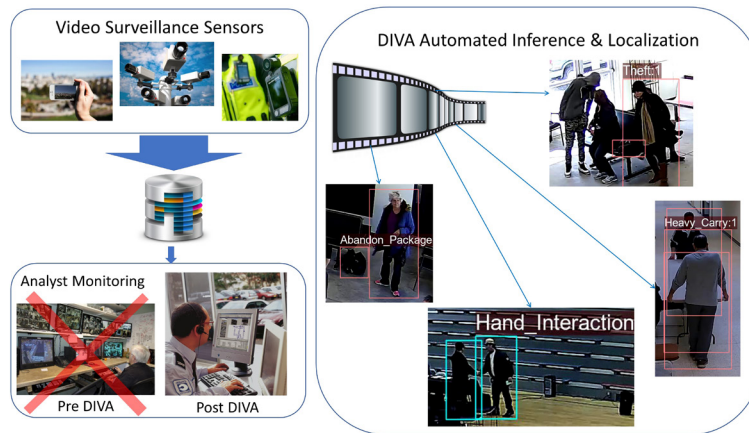 Video Surveillance Sensors
Analyst Monitoring
Pre DIVA
Post DIVA
DIVA Automated Inference & Localization
Theft:1
Abandon_Package
Heavy_Carry:1
Hand_Interaction